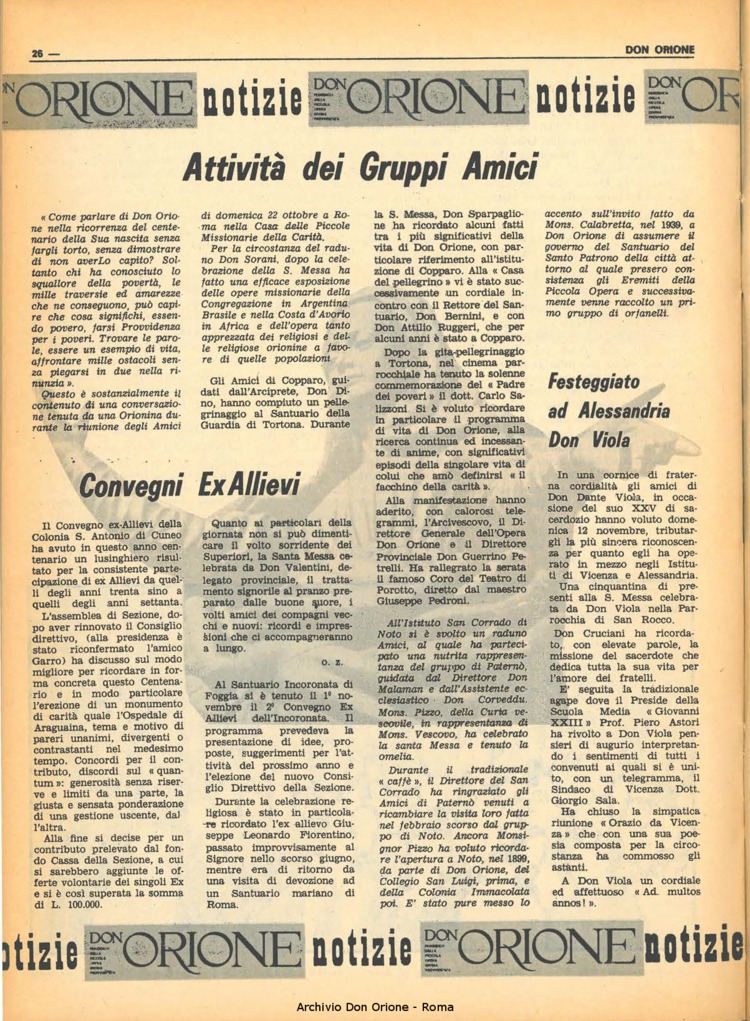 26 —
DON ORIONE
ORIONE notizie DON ORIONE notizie DON OR
Attività dei Gruppi Amici
« Come parlare di Don Orio-
ne nella ricorrenza del cente-
nario della Sua nascita senza
fargli torto, senza dimostrare
di non averLo capito? Sol-
tanto chi ha conosciuto lo
squallore della povertà, le
mille traversie ed amarezze
che ne conseguono, può capi-
re che cosa significhi, essen-
do povero, farsi Provvidenza
per i poveri. Trovare le paro-
le, essere un esempio di vita,
affrontare mille ostacoli sen-
za piegarsi in due nella ri-
nunzia ».
Questo è sostanzialmente il
contenuto di una conversazio-
ne tenuta da una Orionina du-
rante la riunione degli Amici
di domenica 22 ottobre a Ro-
ma nella Casa delle Piccole
Missionarie della Carità.
Per la circostanza del radu-
no Don Sorani, dopo la cele-
brazione della S. Messa ha
fatto una efficace esposizione
delle opere missionarie della
Congregazione in Argentina
Brasile e nella Costa d'Avorio
in Africa e dell'opera tanto
apprezzata dei religiosi e del-
le religiose orionine a favo-
re di quelle popolazioni
Gli Amici di Copparo, gui-
dati dall'Arciprete, Don Di-
no, hanno compiuto un pelle-
grinaggio al Santuario della
Guardia di Tortona. Durante
la S. Messa, Don Sparpaglio-
ne ha ricordato alcuni fatti
tra i più significativi della
vita di Don Orione, con par-
ticolare riferimento all'istitu-
zione di Copparo. Alla « Casa
del pellegrino » vi è stato suc-
cessivamente un cordiale in-
contro con il Rettore del San-
tuario, Don Bernini, e con
Don Attilio Ruggeri, che per
alcuni anni è stato a Copparo.
Dopo la gita-pellegrinaggio
a Tortona, nel cinema par-
rocchiale ha tenuto la solenne
commemorazione del « Padre
dei poveri » il dott. Carlo Sa-
lizzoni Si è voluto ricordare
in particolare il programma
di vita di Don Orione, alla
ricerca continua ed incessan-
te di anime, con significativi
episodi della singolare vita di
colui che amò definirsi « il
facchino della carità ».
Alla manifestazione hanno
aderito, con calorosi tele-
grammi, l'Arcivescovo, il Di-
rettore Generale dell'Opera
Don Orione e il Direttore
Provinciale Don Guerrino Pe-
trelli. Ha rallegrato la serata
il famoso Coro del Teatro di
Porotto, diretto dal maestro
Giuseppe Pedroni.
All'Istituto San Corrado di
Noto si è svolto un raduno
Amici, al quale ha parteci-
pato una nutrita rappresen-
tanza del gruppo di Paternò,
guidata dal Direttore Don
Malaman e dall'Assistente ec-
clesiastico Don Corveddu.
Mons. Pizzo, della Curia ve-
scovile, in rappresentanza di
Mons. Vescovo, ha celebrato
la santa Messa e tenuto la
omelia.
Durante il tradizionale
« caffè », il Direttore del San
Corrado ha ringraziato gli
Amici di Paternò venuti a
ricambiare la visita loro fatta
nel febbraio scorso dal grup-
po di Noto. Ancora Monsi-
gnor Pizzo ha voluto ricorda-
re l'apertura a Noto, nel 1899,
da parte di Don Orione, del
Collegio San Luigi, prima, e
della Colonia Immacolata
poi. E' stato pure messo lo
accento sull'invito fatto da
Mons. Calabretta, nel 1939, a
Don Orione di assumere il
governo del Santuario del
Santo Patrono della città at-
torno al quale presero con-
sistenza gli Eremiti della
Piccola Opera e successiva-
mente venne raccolto un pri-
mo gruppo di orfanelli.
Convegni Ex Allievi
Il Convegno ex-Allievi della
Colonia S. Antonio di Cuneo
ha avuto in questo anno cen-
tenario un lusinghiero risul-
tato per la consistente parte-
cipazione di ex Allievi da quel-
li degli anni trenta sino a
quelli degli anni settanta.
L'assemblea di Sezione, do-
po aver rinnovato il Consiglio
direttivo, (alla presidenza è
stato riconfermato l'amico
Garro) ha discusso sul modo
migliore per ricordare in for-
ma concreta questo Centena-
rio e in modo particolare
l'erezione di un monumento
di carità quale l'Ospedale di
Araguaina, tema e motivo di
pareri unanimi, divergenti o
contrastanti nel medesimo
tempo. Concordi per il con-
tributo, discordi sul « quan-
tum »: generosità senza riser-
ve e limiti da una parte, la
giusta e sensata ponderazione
di una gestione uscente, dal
l'altra.
Alla fine si decise per un
contributo prelevato dal fon-
do Cassa della Sezione, a cui
si sarebbero aggiunte le of-
ferte volontarie dei singoli Ex
e si è così superata la somma
di L. 100.000.
Quanto ai particolari della
giornata non si può dimenti-
care il volto sorridente dei
Superiori, la Santa Messa ce-
lebrata da Don Valentini, de-
legato provinciale, il tratta-
mento signorile al pranzo pre-
parato dalle buone suore, i
volti amici dei compagni vec-
chi e nuovi: ricordi e impres-
sioni che ci accompagneranno
a lungo.
o. z.
Al Santuario Incoronata di
Foggia si è tenuto il 1º no-
vembre il 2º Convegno Ex
Allievi dell'Incoronata. Il
programma prevedeva la
presentazione di idee, pro-
poste, suggerimenti per l'at-
tività del prossimo anno e
l'elezione del nuovo Consi-
glio Direttivo della Sezione.
Durante la celebrazione re-
ligiosa è stato in particola-
re ricordato l'ex allievo Giu-
seppe Leonardo Fiorentino,
passato improvvisamente al
Signore nello scorso giugno,
mentre era di ritorno da
una visita di devozione ad
un Santuario mariano di
Roma.
Festeggiato
ad Alessandria
Don Viola
In una cornice di frater-
na cordialità gli amici di
Don Dante Viola, in occa-
sione del suo XXV di sa-
cerdozio hanno voluto dome-
nica 12 novembre, tributar-
gli la più sincera riconoscen-
za per quanto egli ha ope-
rato in mezzo negli Istitu-
ti di Vicenza e Alessandria.
Una cinquantina di pre-
senti alla S. Messa celebra-
ta da Don Viola nella Par-
rocchia di San Rocco.
Don Cruciani ha ricorda-
to, con elevate parole, la
missione del sacerdote che
dedica tutta la sua vita per
l'amore dei fratelli.
E' seguita la tradizionale
agape dove il Preside della
Scuola Media « Giovanni
XXIII » Prof. Piero Astori
ha rivolto a Don Viola pen-
sieri di augurio interpretan-
do i sentimenti di tutti i
convenuti ai quali si è uni-
to, con un telegramma, il
Sindaco di Vicenza Dott.
Giorgio Sala.
Ha chiuso la simpatica
riunione « Orazio da Vicen-
za » che con una sua poe-
sia composta per la circo-
stanza ha commosso gli
astanti.
A Don Viola un cordiale
ed affettuoso « Ad. multos
annos! ».
otizie DON ORIONE notizie DON ORIONE notizie
Archivio Don Orione - Roma